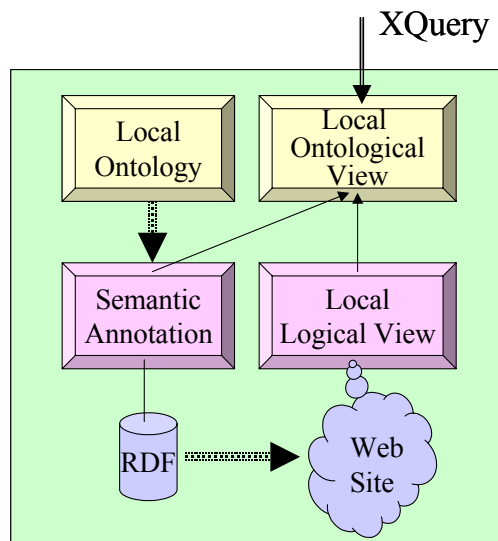 XQuery
Local
Ontology
Local
Ontological
View
Semantic
Annotation
Local
Logical View
RDF
Web
Site